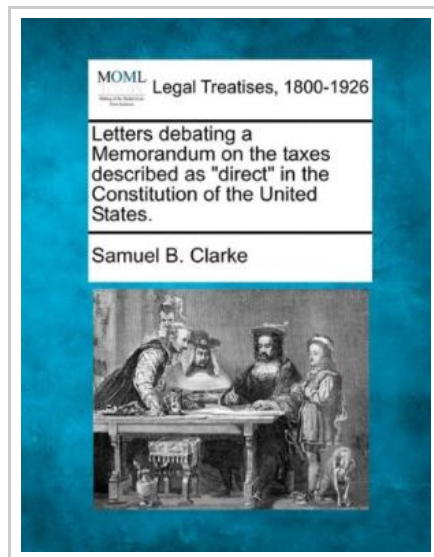 MOML
Legal Treatises, 1800-1926
Letters debating a
Memorandum on the taxes
described as "direct" in the
Constitution of the United
States.
Samuel B. Clarke